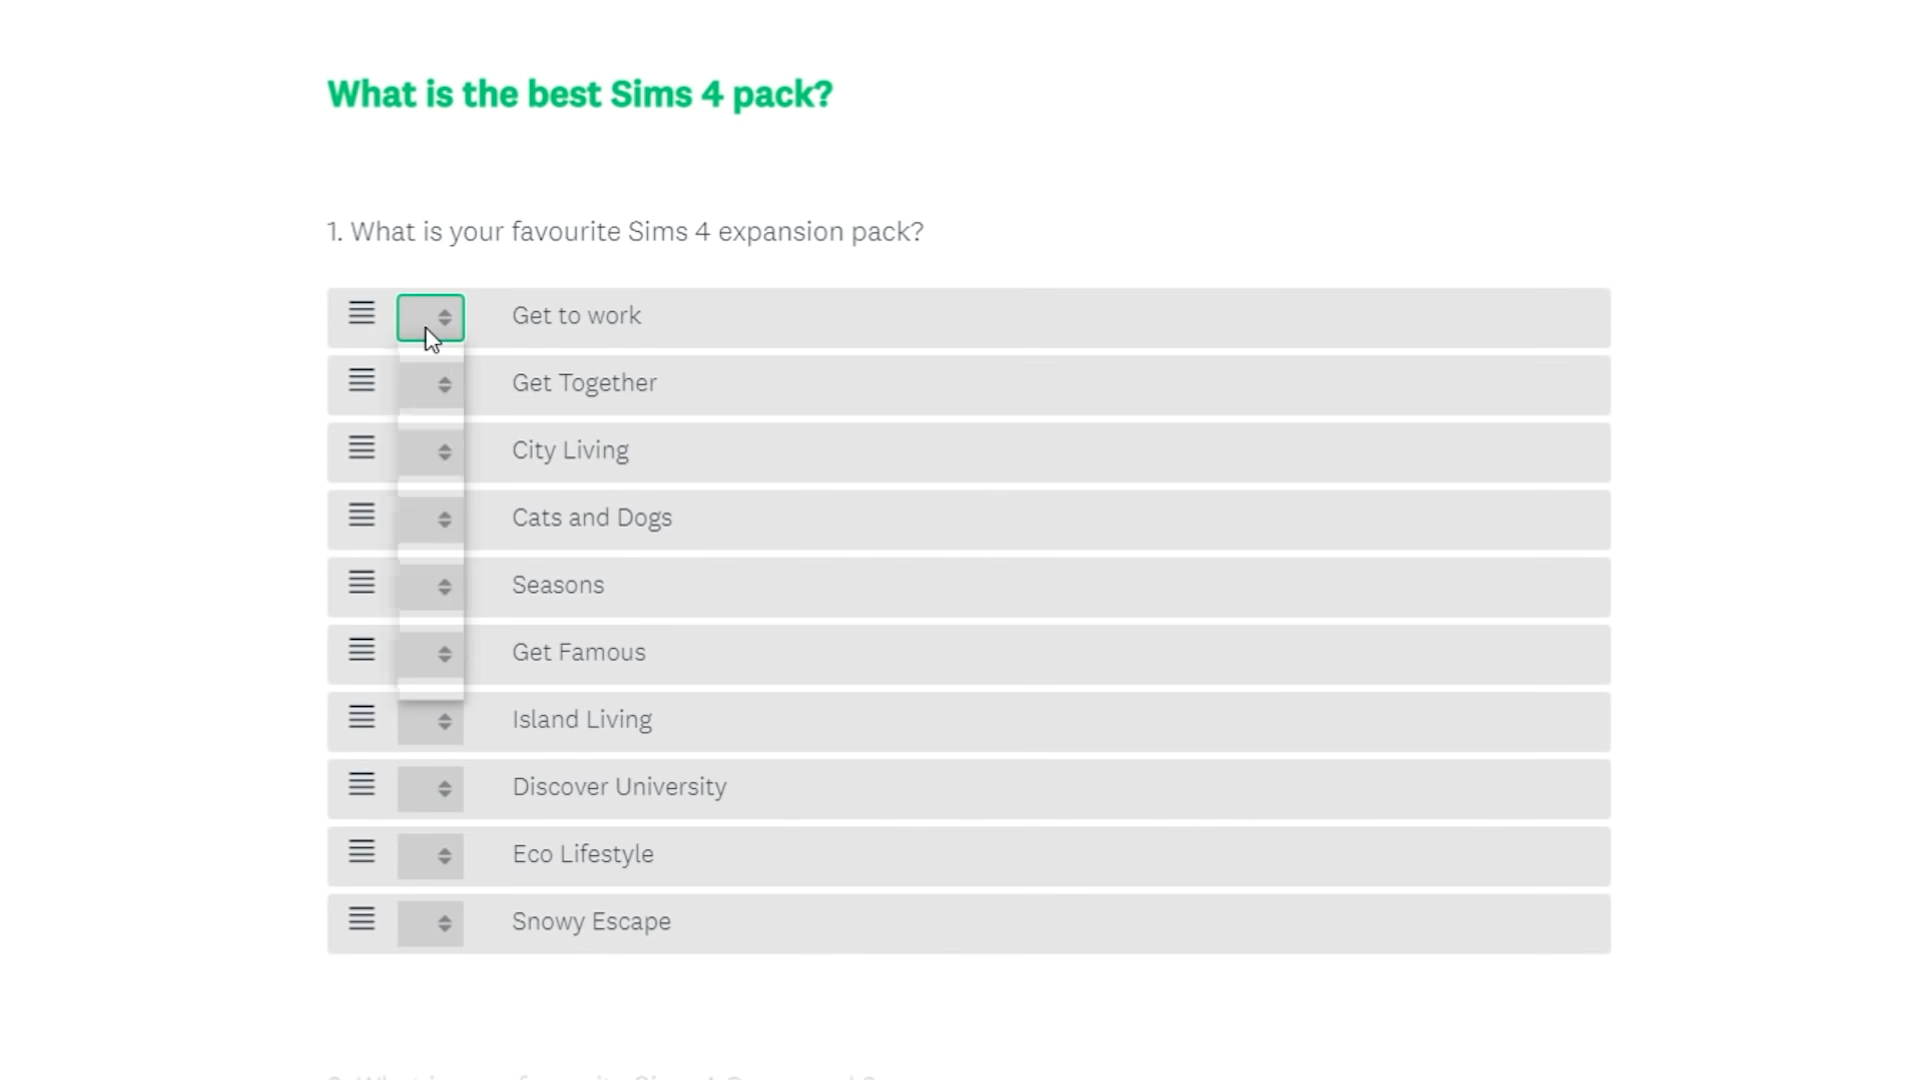 What is the best Sims 4 pack?
1. What is your favourite Sims 4 expansion pack?
Get to work
Get Together
City Living
Cats and Dogs
Seasons
Get Famous
Island Living
Discover University
Eco Lifestyle
Snowy Escape